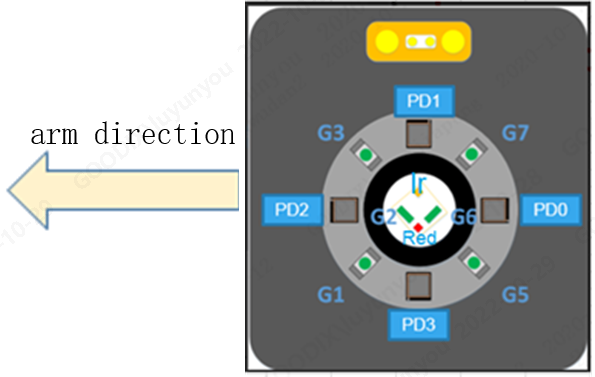 PD1
G3 G7
arm direction
Ir
PD2 G2 G6 PD0
Red
G1 G5
PD3